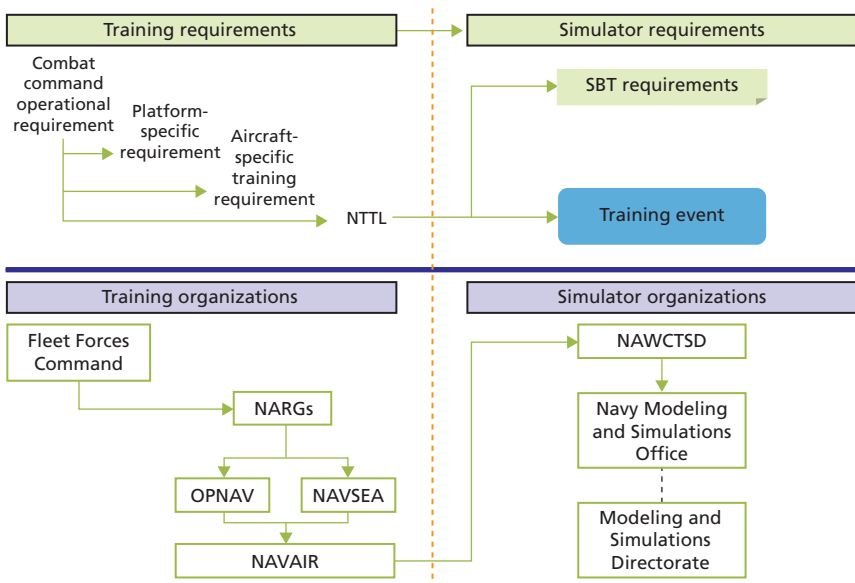 Training requirements
Simulator requirements
Combat
command
operational
requirement
Platform-
specific
requirement
Aircraft-
specific
training
requirement
NTTL
SBT requirements
Training event
Training organizations
Simulator organizations
Fleet Forces
Command
NARGs
OPNAV
NAVSEA
NAVAIR
NAWCTSD
Navy Modeling
and Simulations
Office
Modeling and
Simulations
Directorate